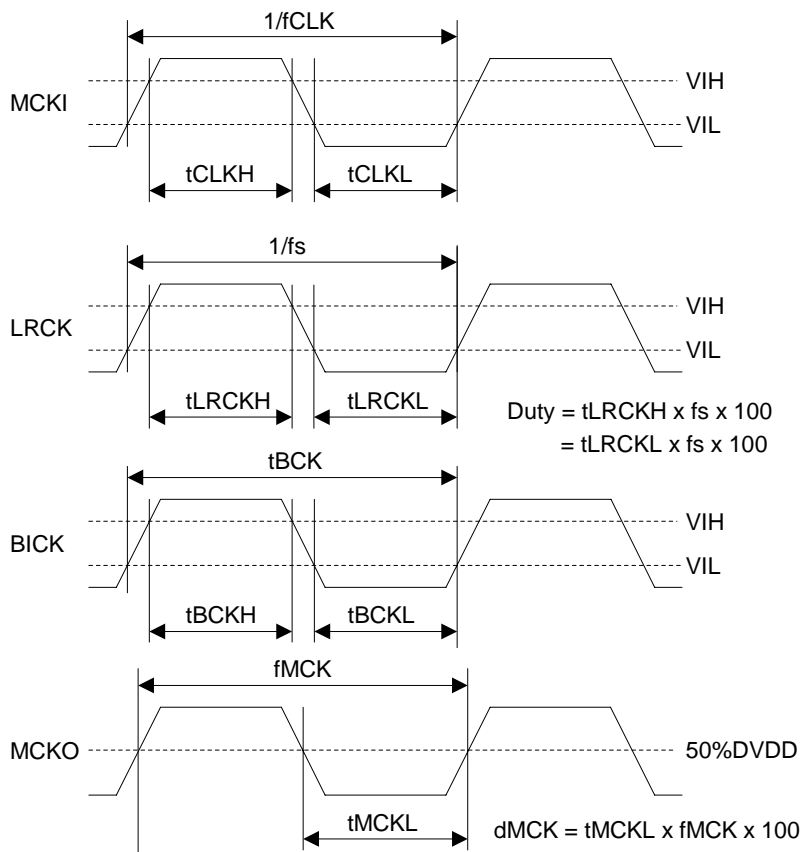 1/fCLK
MCKI
VIH
VIL
tCLKH
tCLKL
1/fs
LRCK
VIH
VIL
tLRCKH
tLRCKL
Duty = tLRCKH x fs x 100
= tLRCKL x fs x 100
tBCK
BICK
VIH
VIL
tBCKH
tBCKL
fMCK
MCKO
50%DVDD
tMCKL
dMCK = tMCKL x fMCK x 100